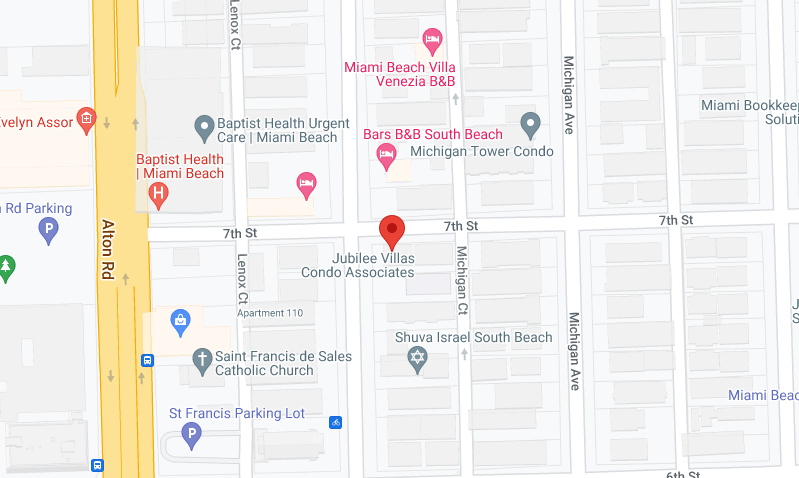 Lenox Ct
Miami Beach Villa
Venezia B&B
Michigan Ave
Evelyn Assor
Baptist Health Urgent
Care | Miami Beach
Bars B&B South Beach
Michigan Tower Condo
Miami Bookkeep
Soluti
Baptist Health
| Miami Beach
H
n Rd Parking
P
Alton Rd
7th St
7th St
7th St
Jubilee Villas
Condo Associates
Lenox Ct
Michigan Ct
Apartment 110
Michigan Ave
J
S
Shuva Israel South Beach
Saint Francis de Sales
Catholic Church
Miami Beac
St Francis Parking Lot
P
6th St